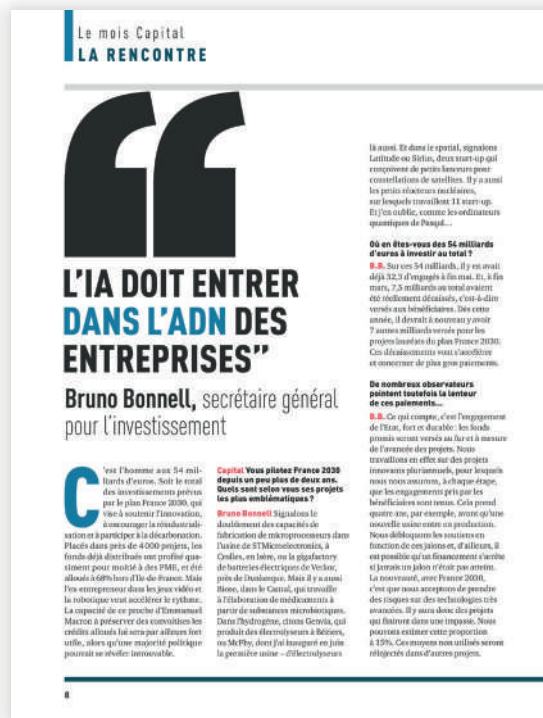 Le mois Capital
LA RENCONTRE
L'IA DOIT ENTRER
DANS L'ADN DES
ENTREPRISES”
Bruno Bonnell, secrétaire général
pour l'investissement
C'est l'homme aux 54 mil-
liards d'euros. Soit le total
des investissements prévus
par le plan France 2030, qui
vise à soutenir l'innovation,
à encourager la réindustriali-
sation et à participer à la décarbonation.
Placés dans près de 4 000 projets, les
fonds déjà distribués ont profité quasi-
ment pour moitié à des PME, et été
alloués à 68% hors d'Ile-de-France. Mais
l'ex-entrepreneur dans les jeux vidéo et
la robotique veut accélérer le rythme.
La capacité de ce proche d'Emmanuel
Macron à préserver des convoitises les
crédits alloués lui sera par ailleurs fort
utile, alors qu'une majorité politique
pourrait se révéler introuvable.
Capital Vous pilotez France 2030
depuis un peu plus de deux ans.
Quels sont selon vous ses projets
les plus emblématiques ?
Bruno Bonnell Signalons le
doublement des capacités de
fabrication de microprocesseurs dans
l'usine de STMicroelectronics, à
Crolles, en Isère, ou la gigafactory
de batteries électriques de Verkor,
près de Dunkerque. Mais il y a aussi
Biose, dans le Cantal, qui travaille
à l'élaboration de médicaments à
partir de substances microbiotiques.
Dans l'hydrogène, citons Genvia, qui
produit des électrolyseurs à Béziers,
ou McPhy, dont j'ai inauguré en juin
la première usine – d'électrolyseurs
là aussi. Et dans le spatial, signalons
Latitude ou Sirius, deux start-up qui
conçoivent de petits lanceurs pour
constellations de satellites. Il y a aussi
les petits réacteurs nucléaires,
sur lesquels travaillent 11 start-up.
Et j'en oublie, comme les ordinateurs
quantiques de Pasqal...
Où en êtes-vous des 54 milliards
d'euros à investir au total ?
B.B. Sur ces 54 milliards, il y en avait
déjà 32,3 d'engagés à fin mai. Et, à fin
mars, 7,5 milliards au total avaient
été réellement décaissés, c'est-à-dire
versés aux bénéficiaires. Dès cette
année, il devrait à nouveau y avoir
7 autres milliards versés pour les
projets lauréats du plan France 2030.
Ces décaissements vont s'accélérer
et concerner de plus gros paiements.
De nombreux observateurs
pointent toutefois la lenteur
de ces paiements...
B.B. Ce qui compte, c'est l'engagement
de l'Etat, fort et durable : les fonds
promis seront versés au fur et à mesure
de l'avancée des projets. Nous
travaillons en effet sur des projets
innovants pluriannuels, pour lesquels
nous nous assurons, à chaque étape,
que les engagements pris par les
bénéficiaires sont tenus. Cela prend
quatre ans, par exemple, avant qu'une
nouvelle usine entre en production.
Nous débloquons les soutiens en
fonction de ces jalons et, d'ailleurs, il
est possible qu'un financement s'arrête
si jamais un jalon n'était pas atteint.
La nouveauté, avec France 2030,
c'est que nous acceptons de prendre
des risques sur des technologies très
avancées. Il y aura donc des projets
qui finiront dans une impasse. Nous
pouvons estimer cette proportion
à 15%. Ces moyens non utilisés seront
réinjectés dans d'autres projets.
8